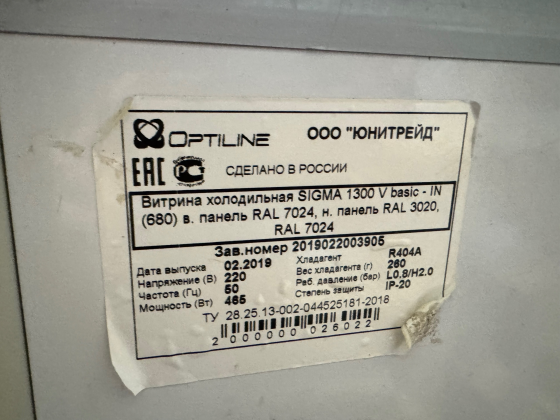 OPTILINE
ООО "ЮНИТРЕЙД"
EAC
РСТ
СДЕЛАНО В РОССИИ
Витрина холодильная SIGMA 1300 V basic - IN
(680) в. панель RAL 7024, н. панель RAL 3020,
RAL 7024
Зав.номер 2019022003905
Дата выпуска 02.2019
Напряжение (В) 220
Частота (Гц) 50
Мощность (Вт) 465
Хладагент R404A
Вес хладагента (г) 260
Раб. давление (бар) L0.8/H2.0
Степень защиты IP-20
ТУ 28.25.13-002-044525181-2018
2 000000 026022